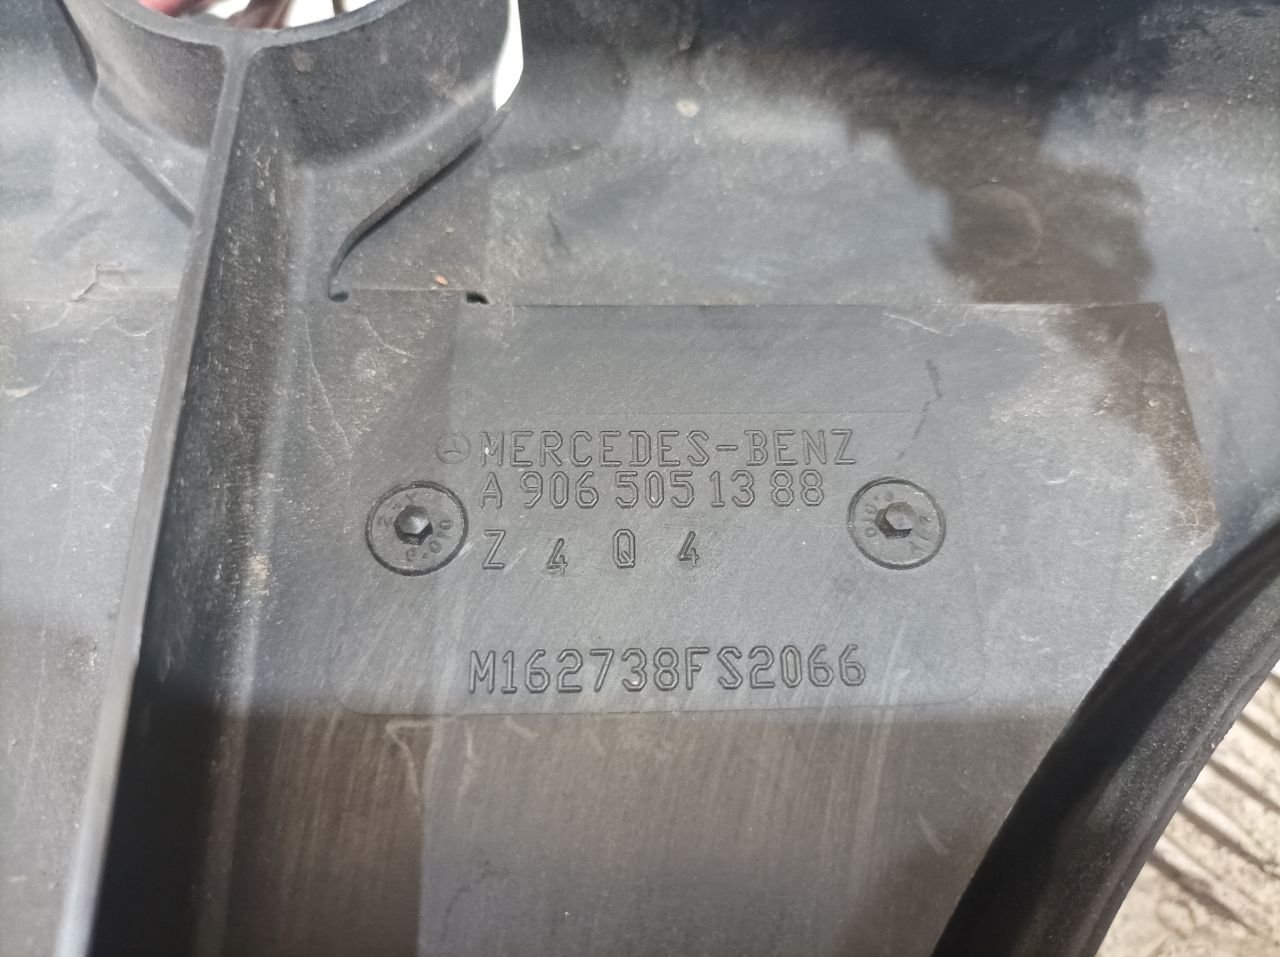 MERCEDES-BENZ
A 906 505 13 88
Z 4 Q 4
M162738FS2066